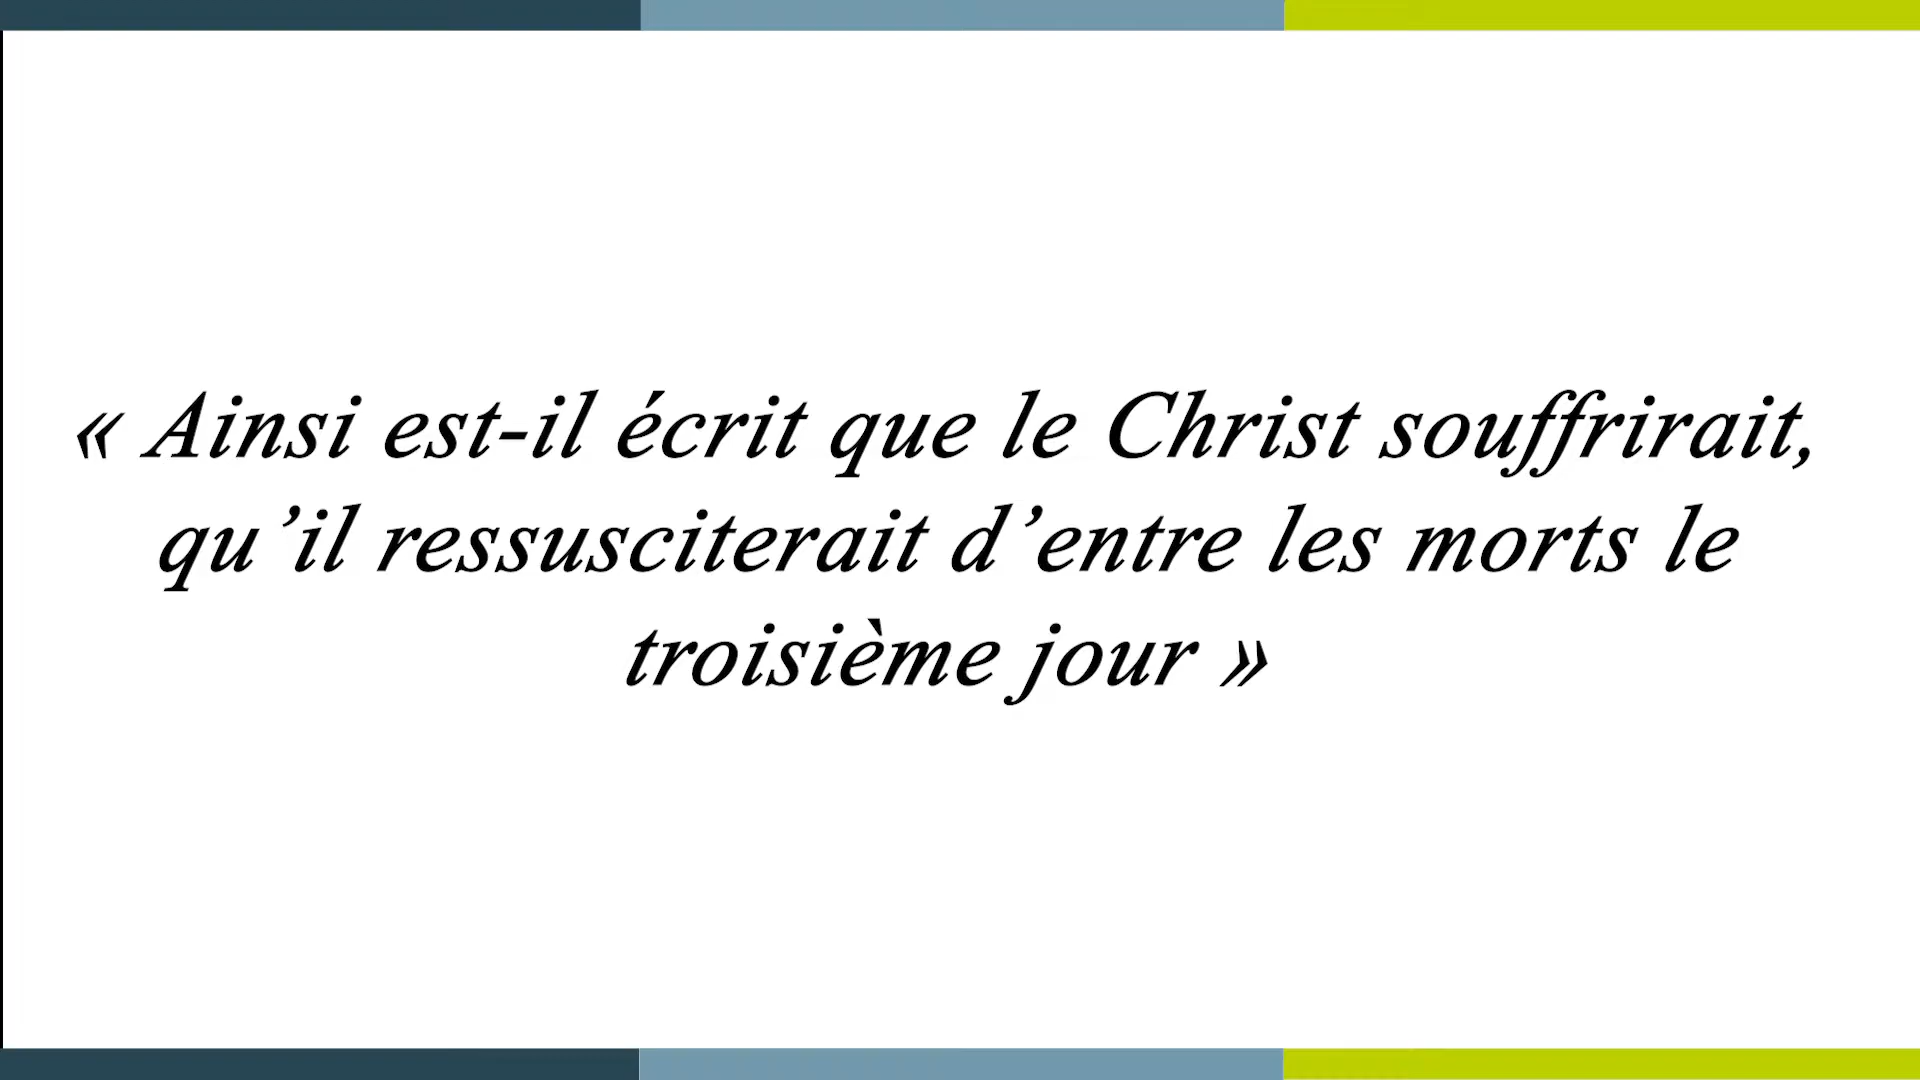 « Ainsi est-il écrit que le Christ souffrirait,
qu’il ressusciterait d’entre les morts le
troisième jour »